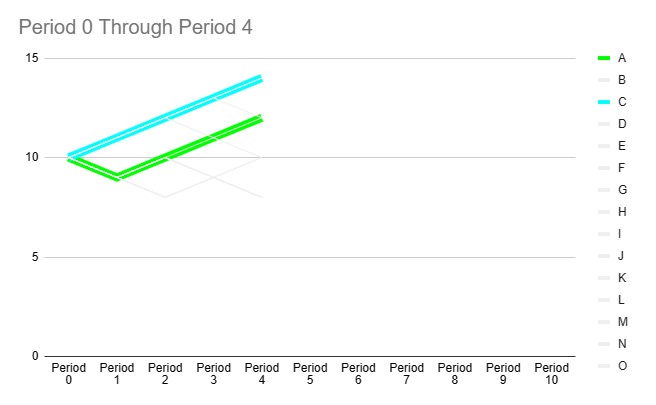 Period 0 Through Period 4
15
10
5
0
Period 0
Period 1
Period 2
Period 3
Period 4
Period 5
Period 6
Period 7
Period 8
Period 9
Period 10
A
B
C
D
E
F
G
H
I
J
K
L
M
N
O